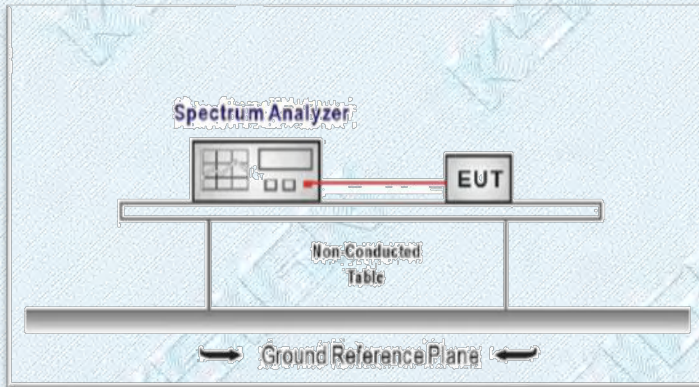 Spectrum Analyzer
EUT
Non-Conducted
Table
Ground Reference Plane